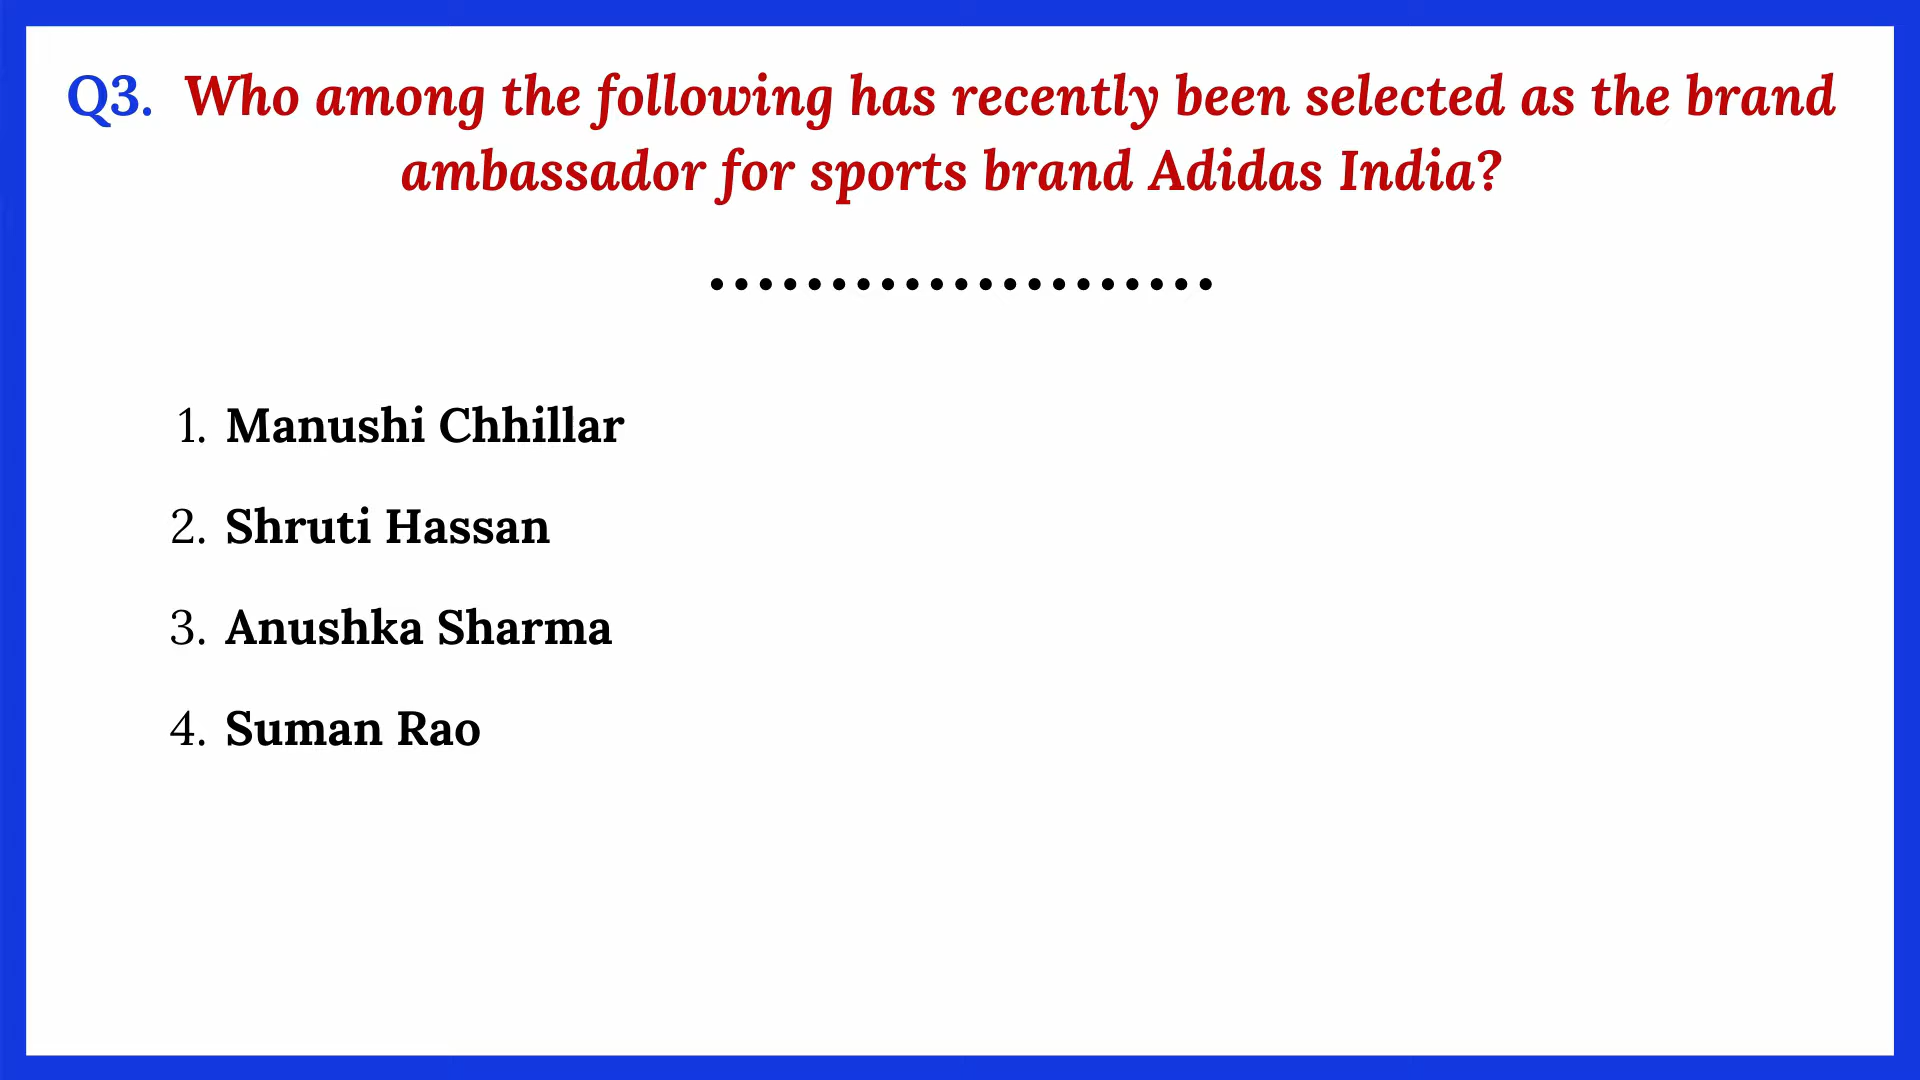 Q3. Who among the following has recently been selected as the brand
ambassador for sports brand Adidas India?
.....................
1. Manushi Chhillar
2. Shruti Hassan
3. Anushka Sharma
4. Suman Rao